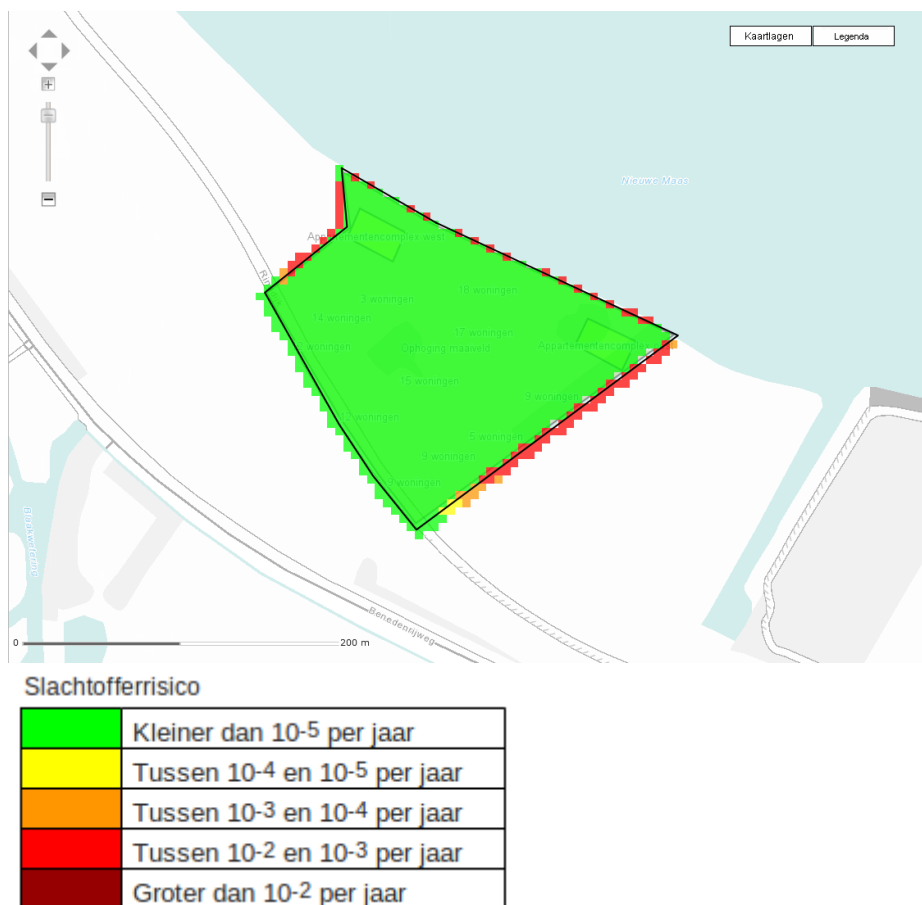 Kaartlagen
Legenda
Nieuwe Maas
Appartementencomplex west
18 woningen
3 woningen
14 woningen
17 woningen
woningen
Ophoging maaiveld
Appartementencomplex
15 woningen
9 woningen
woningen
5 woningen
9 woningen
woningen
Benedenrijweg
0
200 m
Slachtofferrisico
Kleiner dan 10-5 per jaar
Tussen 10-4 en 10-5 per jaar
Tussen 10-3 en 10-4 per jaar
Tussen 10-2 en 10-3 per jaar
Groter dan 10-2 per jaar